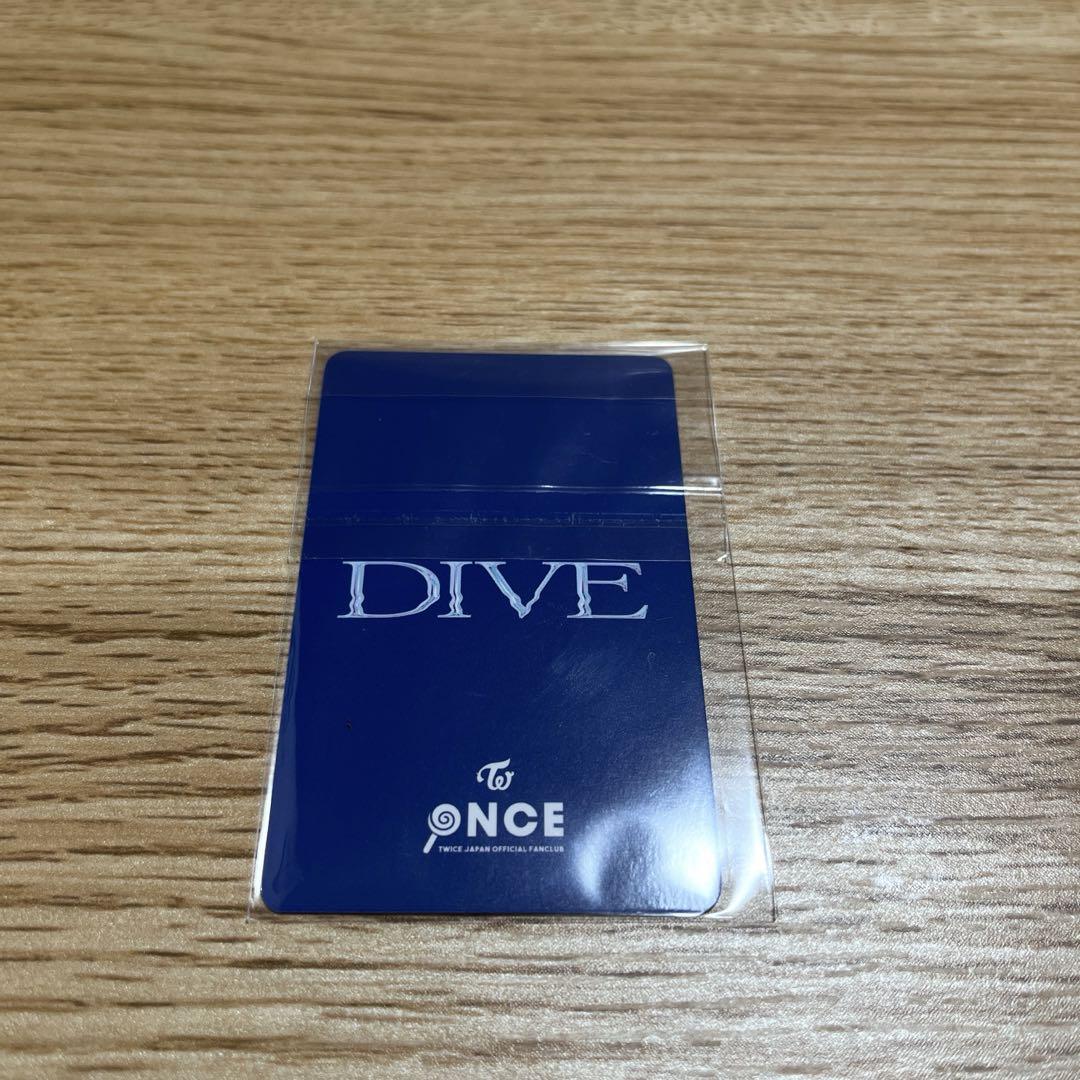 DIVE
TW
ONCE
TWICE JAPAN OFFICIAL FANCLUB